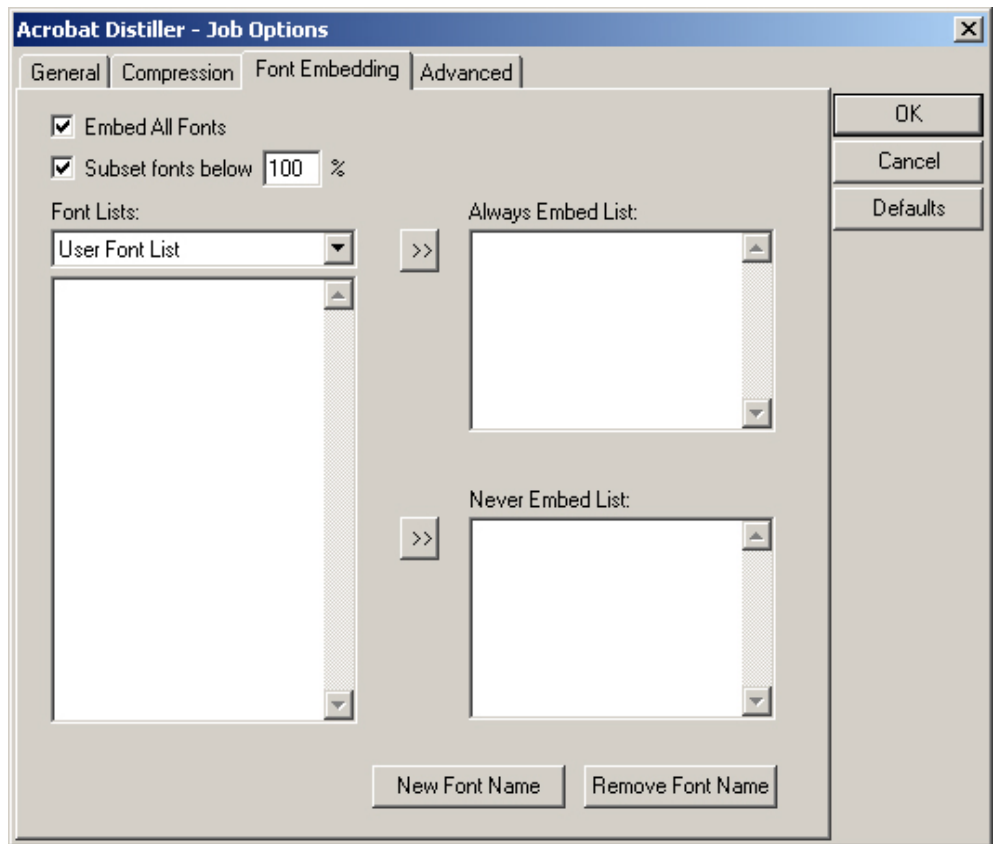 Acrobat Distiller - Job Options
General Compression Font Embedding Advanced
Embed All Fonts
Subset fonts below 100 %
Font Lists:
User Font List
>>
Always Embed List:
>>
Never Embed List:
New Font Name Remove Font Name
OK
Cancel
Defaults